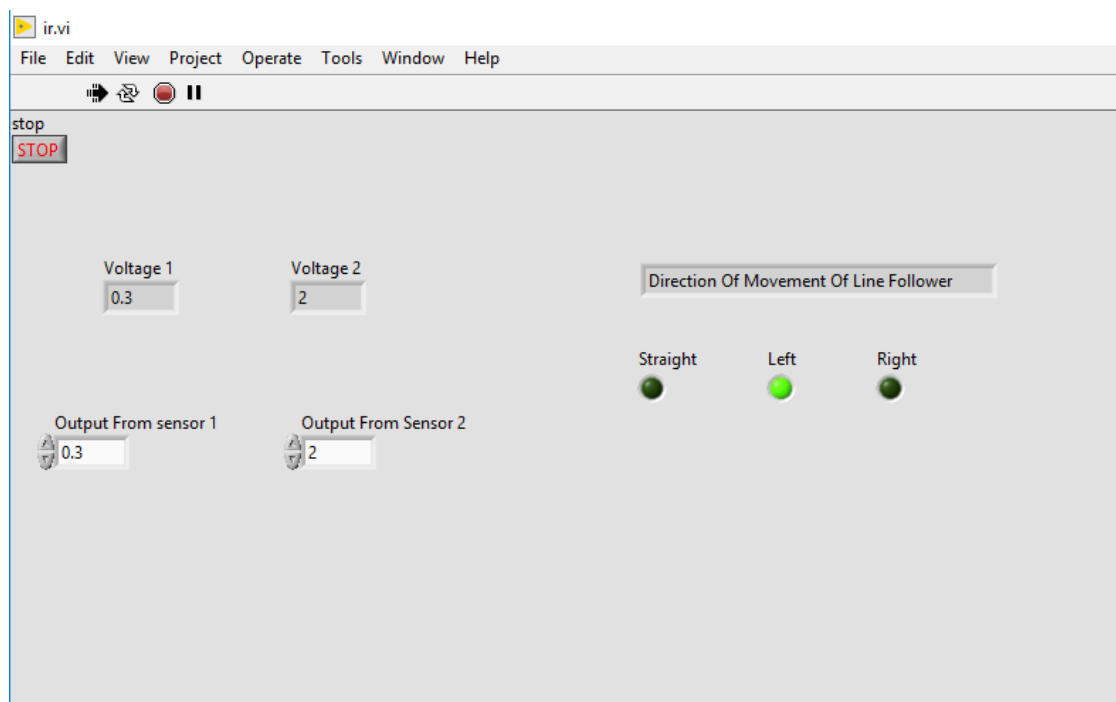 ir.vi
File Edit View Project Operate Tools Window Help
stop
STOP
Voltage 1 Voltage 2
0.3 2
Direction Of Movement Of Line Follower
Straight Left Right
Output From sensor 1 Output From Sensor 2
0.3 2